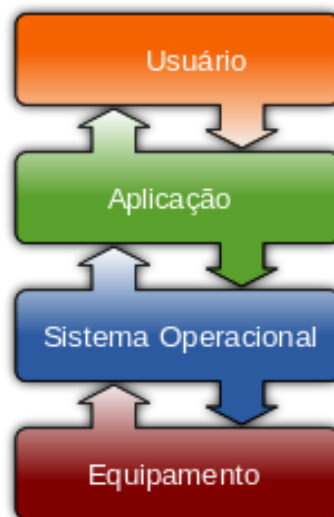 Usuário
Aplicação
Sistema Operacional
Equipamento